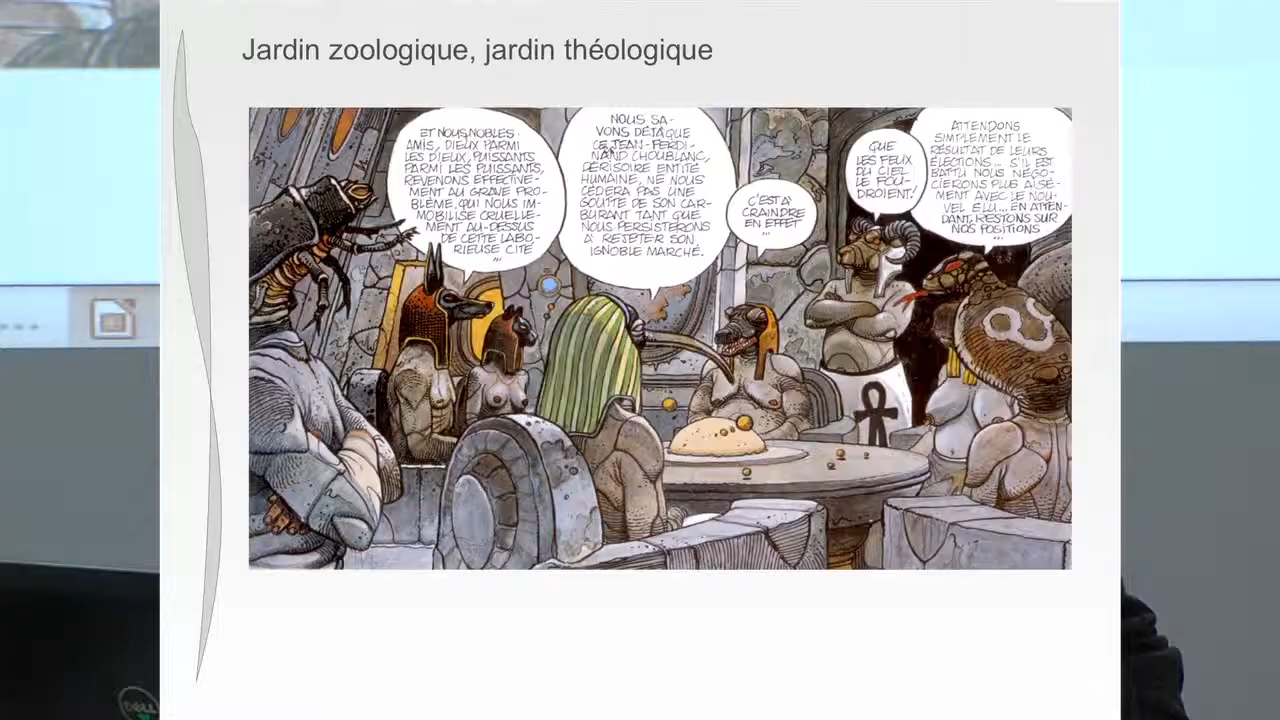 Jardin zoologique, jardin théologique
ET NOUS, NOBLES
AMIS, DIEUX PARMI
LES DIEUX, PUISSANTS
PARMI LES PUISSANTS,
REVENONS EFFECTIVE-
MENT AU GRAVE PRO-
BLÈME QUI NOUS IM-
MOBILISE CRUELLE-
MENT AU-DESSUS
DE CETTE LABO-
RIEUSE CITÉ
...
NOUS SA-
VONS DÉJÀ QUE
CE JEAN-FERDI-
NAND CHOUBLANC,
DÉRISOIRE ENTITÉ
HUMAINE, NE NOUS
CÉDERA PAS UNE
GOUTTE DE SON CAR-
BURANT TANT QUE
NOUS PERSISTERONS
À REJETER SON
IGNOBLE MARCHÉ.
C'EST À
CRAINDRE
EN EFFET
...
QUE
LES FEUX
DU CIEL
LE FOU-
DROIENT!
ATTENDONS
SIMPLEMENT LE
RÉSULTAT DE LEURS
ÉLECTIONS... S'IL EST
BATTU NOUS NÉGO-
CIERONS PLUS AISÉ-
MENT AVEC LE NOU-
VEL ÉLU... EN ATTEN-
DANT, RESTONS SUR
NOS POSITIONS
...
DELL